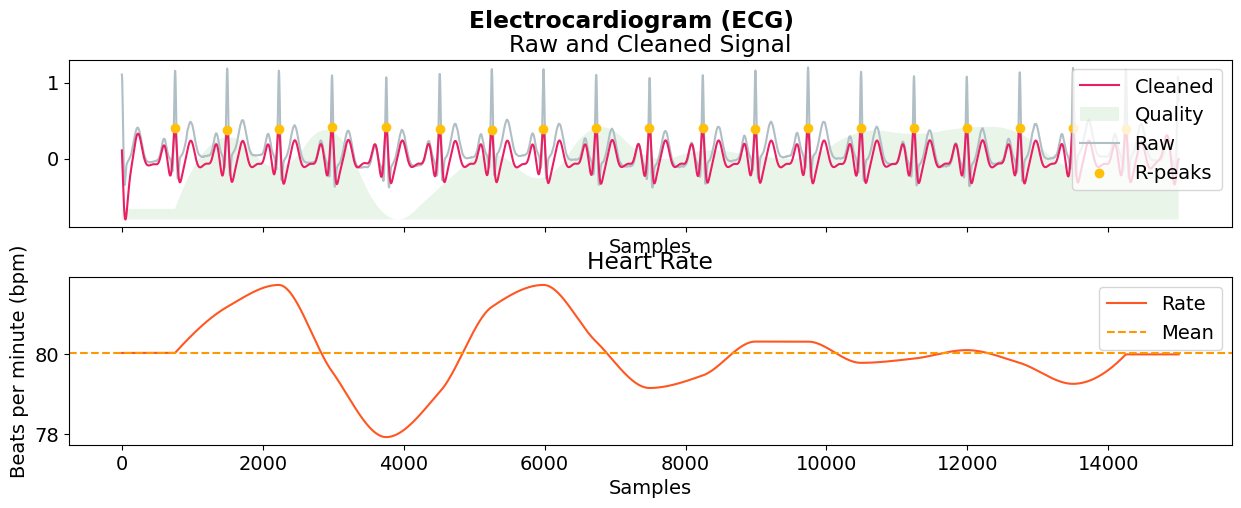 Electrocardiogram (ECG)
Raw and Cleaned Signal
1
0
Cleaned
Quality
Raw
R-peaks
Samples
Heart Rate
Beats per minute (bpm)
80
78
Rate
Mean
0 2000 4000 6000 8000 10000 12000 14000
Samples